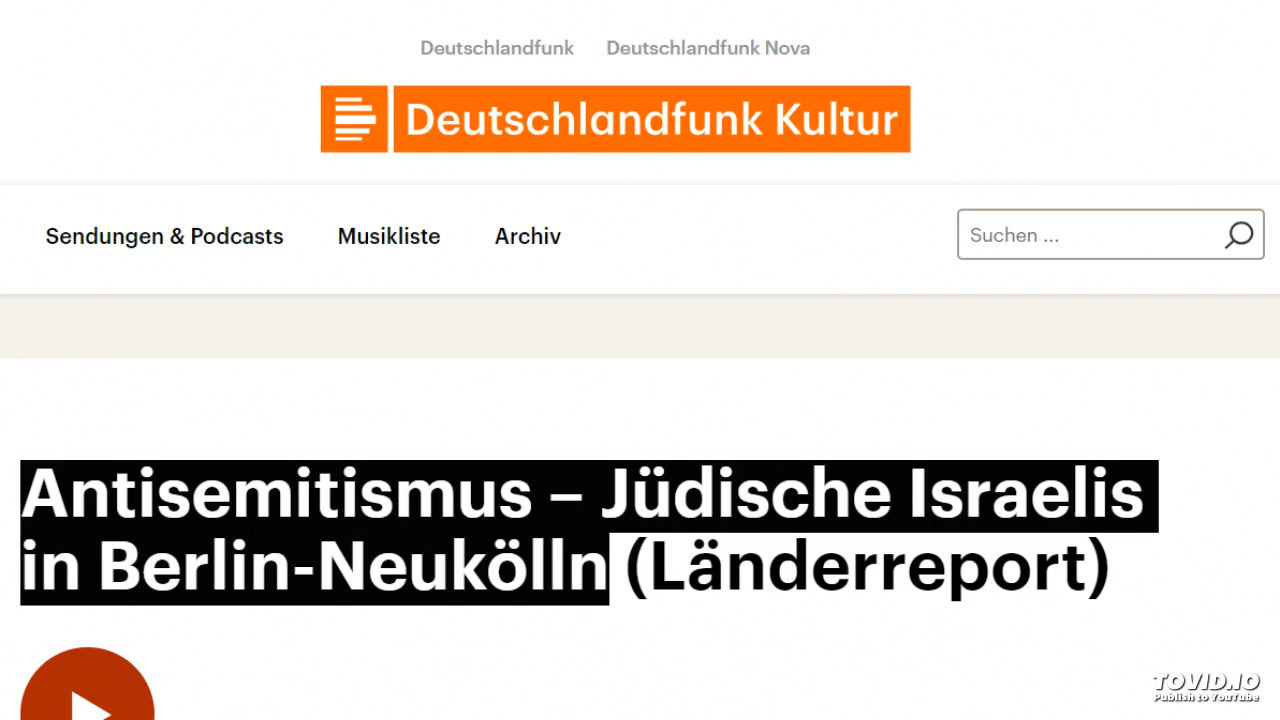 Deutschlandfunk Deutschlandfunk Nova
Deutschlandfunk Kultur
Sendungen & Podcasts Musikliste Archiv Suchen ...
Antisemitismus – Jüdische Israelis
in Berlin-Neukölln (Länderreport)
TOVID.IO
Publish to YouTube